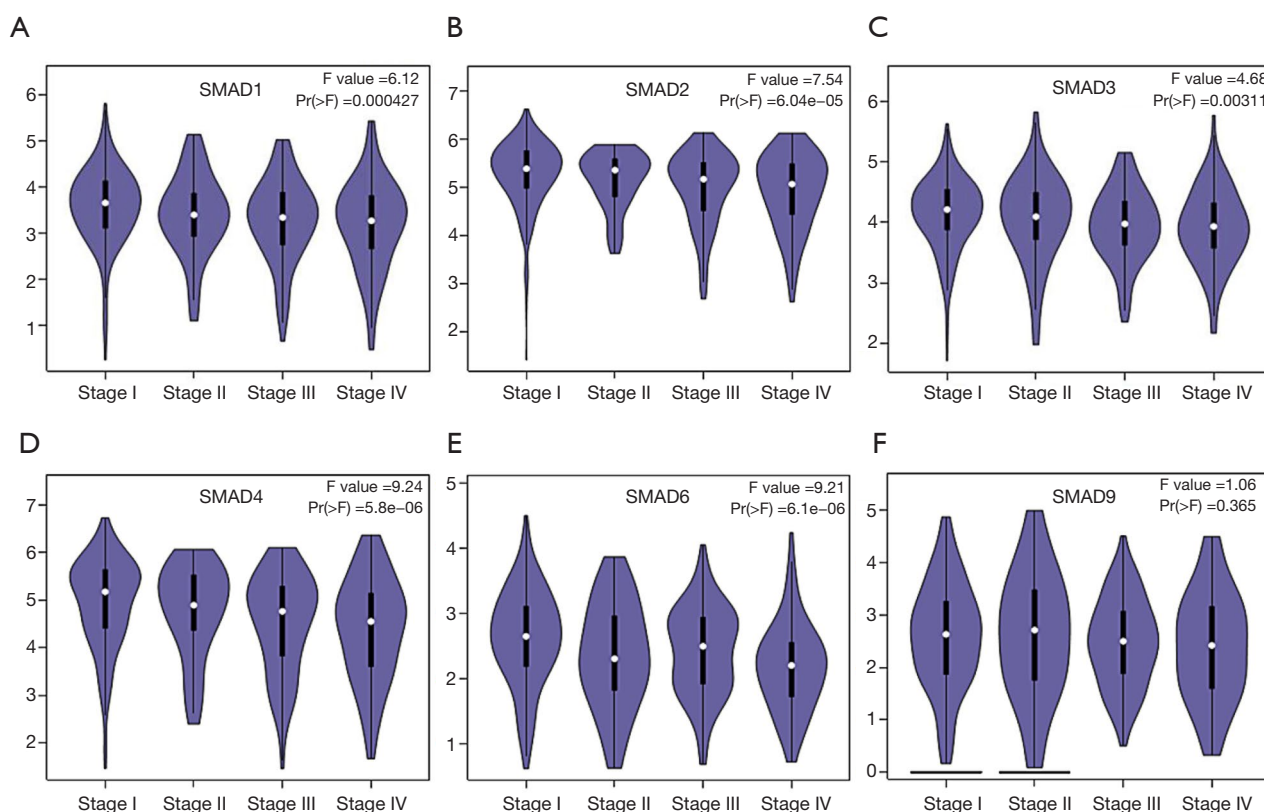 A
SMAD1
F value =6.12
Pr(>F) =0.000427
6
5
4
3
2
1
Stage I Stage II Stage III Stage IV
B
SMAD2
F value =7.54
Pr(>F) =6.04e-05
7
6
5
4
3
2
Stage I Stage II Stage III Stage IV
C
SMAD3
F value =4.68
Pr(>F) =0.00311
6
5
4
3
2
Stage I Stage II Stage III Stage IV
D
SMAD4
F value =9.24
Pr(>F) =5.8e-06
7
6
5
4
3
2
Stage I Stage II Stage III Stage IV
E
SMAD6
F value =9.21
Pr(>F) =6.1e-06
5
4
3
2
1
Stage I Stage II Stage III Stage IV
F
SMAD9
F value =1.06
Pr(>F) =0.365
5
4
3
2
1
0
Stage I Stage II Stage III Stage IV